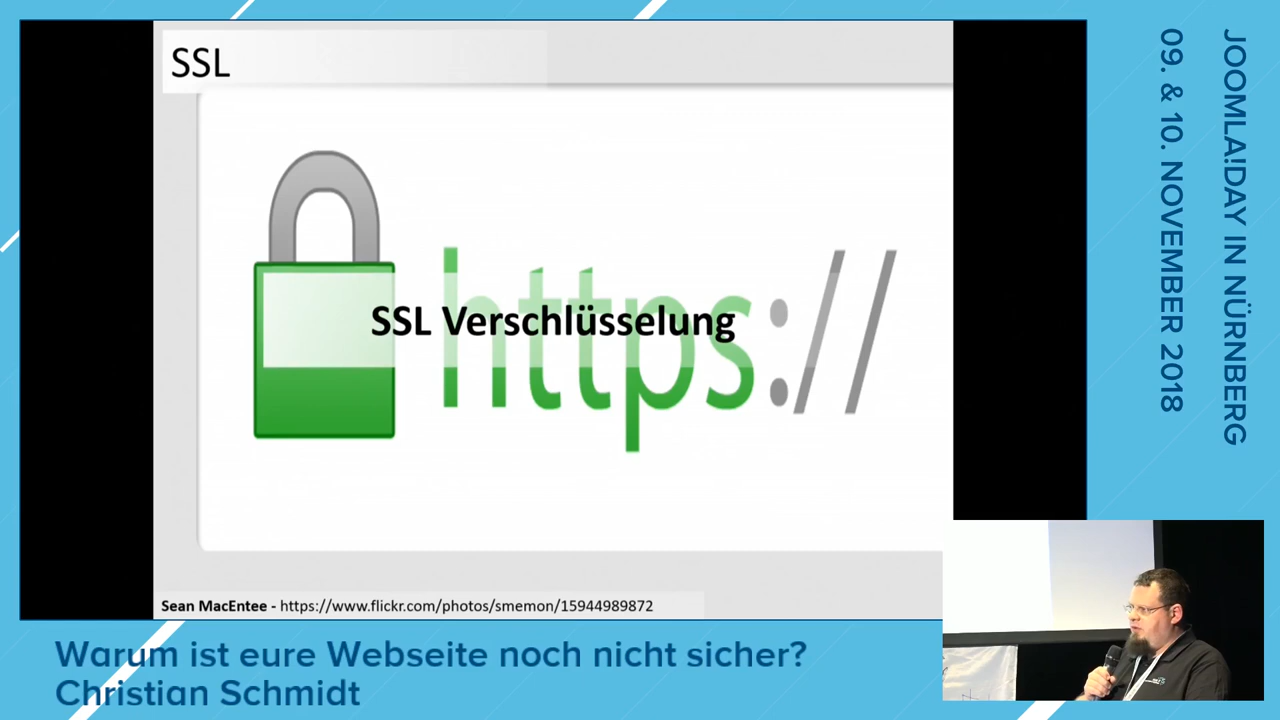 SSL
https://
SSL Verschlüsselung
Sean MacEntee - https://www.flickr.com/photos/smemon/15944989872
JOOMLA!DAY IN NÜRNBERG
09. & 10. NOVEMBER 2018
Warum ist eure Webseite noch nicht sicher?
Christian Schmidt